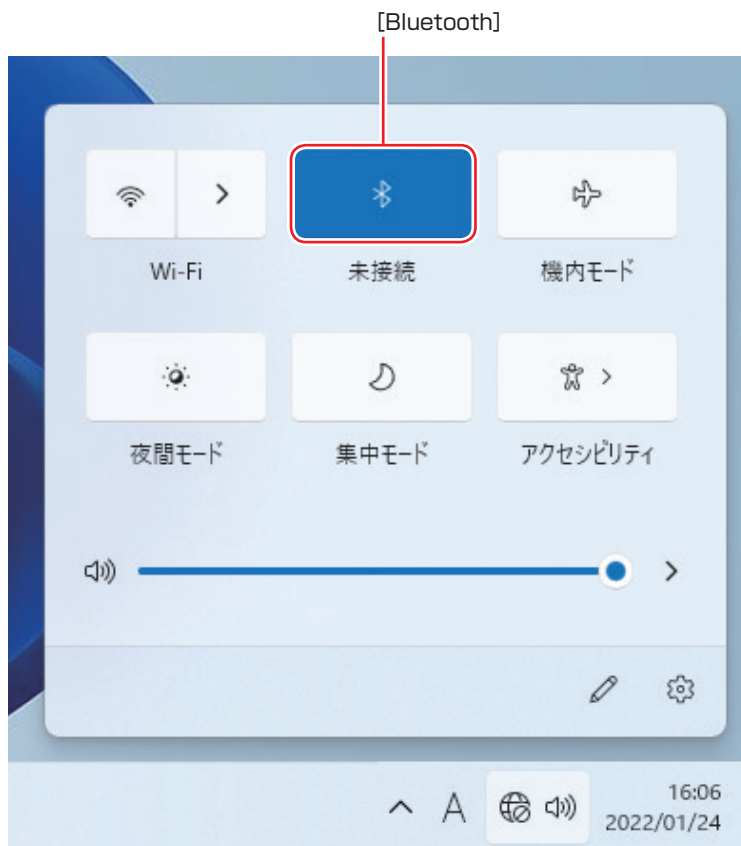 [Bluetooth]
Wi-Fi
未接続
機内モード
夜間モード
集中モード
アクセシビリティ
A
16:06
2022/01/24